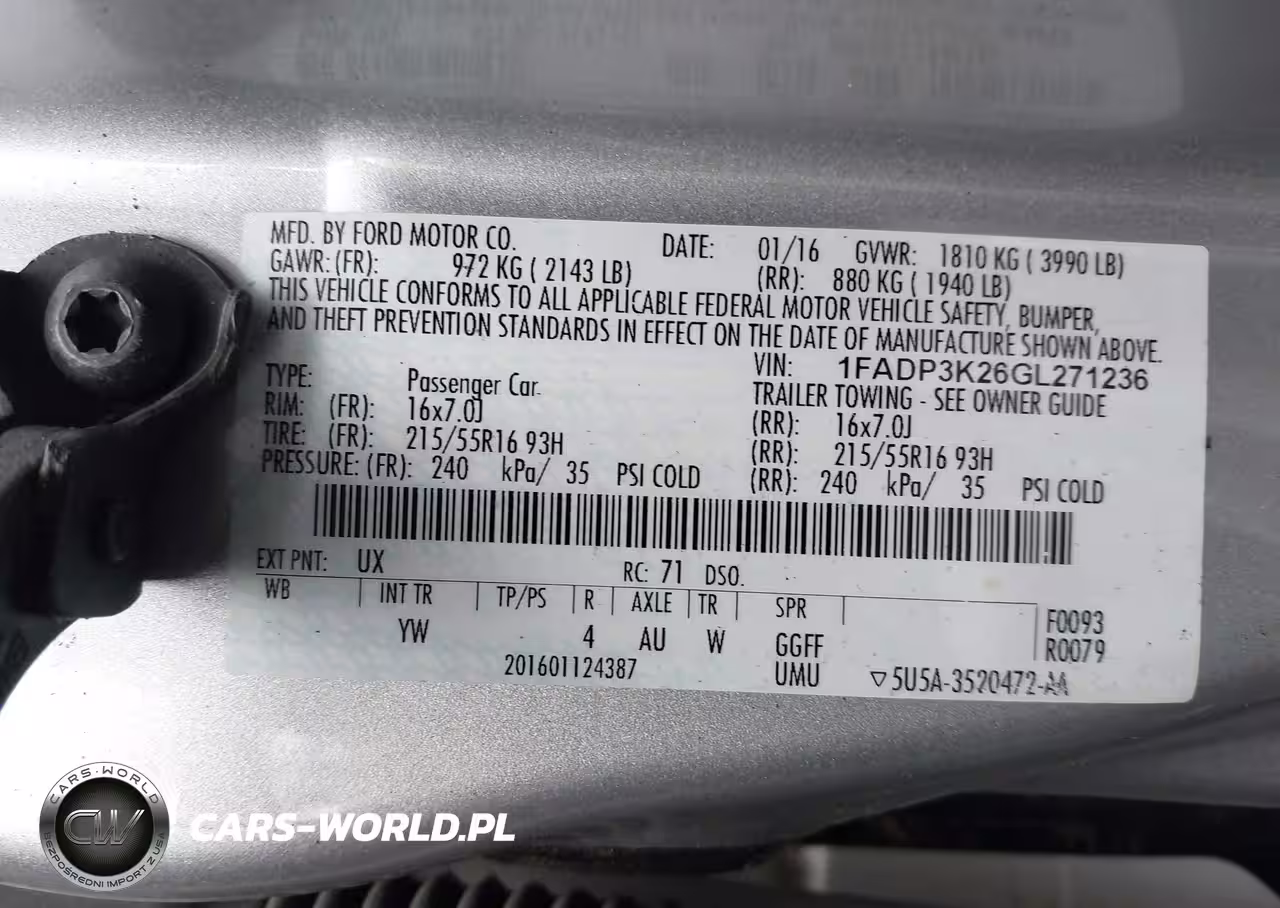 MFD. BY FORD MOTOR CO. DATE: 01/16 GVWR: 1810 KG ( 3990 LB)
GAWR: (FR): 972 KG ( 2143 LB) (RR): 880 KG ( 1940 LB)
THIS VEHICLE CONFORMS TO ALL APPLICABLE FEDERAL MOTOR VEHICLE SAFETY, BUMPER,
AND THEFT PREVENTION STANDARDS IN EFFECT ON THE DATE OF MANUFACTURE SHOWN ABOVE.
VIN: 1FADP3K26GL271236
TYPE: Passenger Car TRAILER TOWING - SEE OWNER GUIDE
RIM: (FR): 16x7.0J (RR): 16x7.0J
TIRE: (FR): 215/55R16 93H (RR): 215/55R16 93H
PRESSURE: (FR): 240 kPa/ 35 PSI COLD (RR): 240 kPa/ 35 PSI COLD
EXT PNT: UX RC: 71 DSO.
WB INT TR TP/PS R AXLE TR SPR F0093
YW 4 AU W GGFF R0079
201601124387 UMU ▽5U5A-3520472-AA
CARS-WORLD
CW
BEZPOŚREDNI IMPORT Z USA
CARS-WORLD.PL